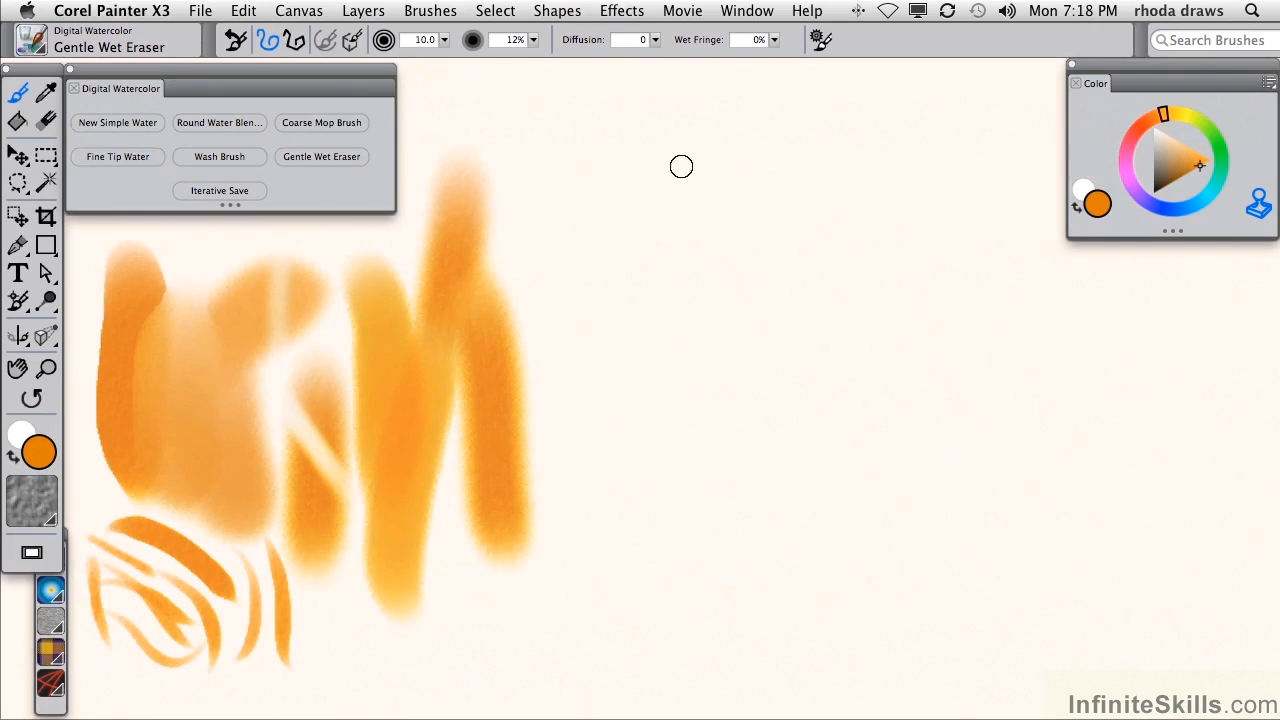 Corel Painter X3 File Edit Canvas Layers Brushes Select Shapes Effects Movie Window Help Mon 7:18 PM rhoda draws
Digital Watercolor
Gentle Wet Eraser
10.0 12% Diffusion: 0 Wet Fringe: 0% Search Brushes
Digital Watercolor
New Simple Water Round Water Blen... Coarse Mop Brush
Fine Tip Water Wash Brush Gentle Wet Eraser
Iterative Save
Color
T
InfiniteSkills.com